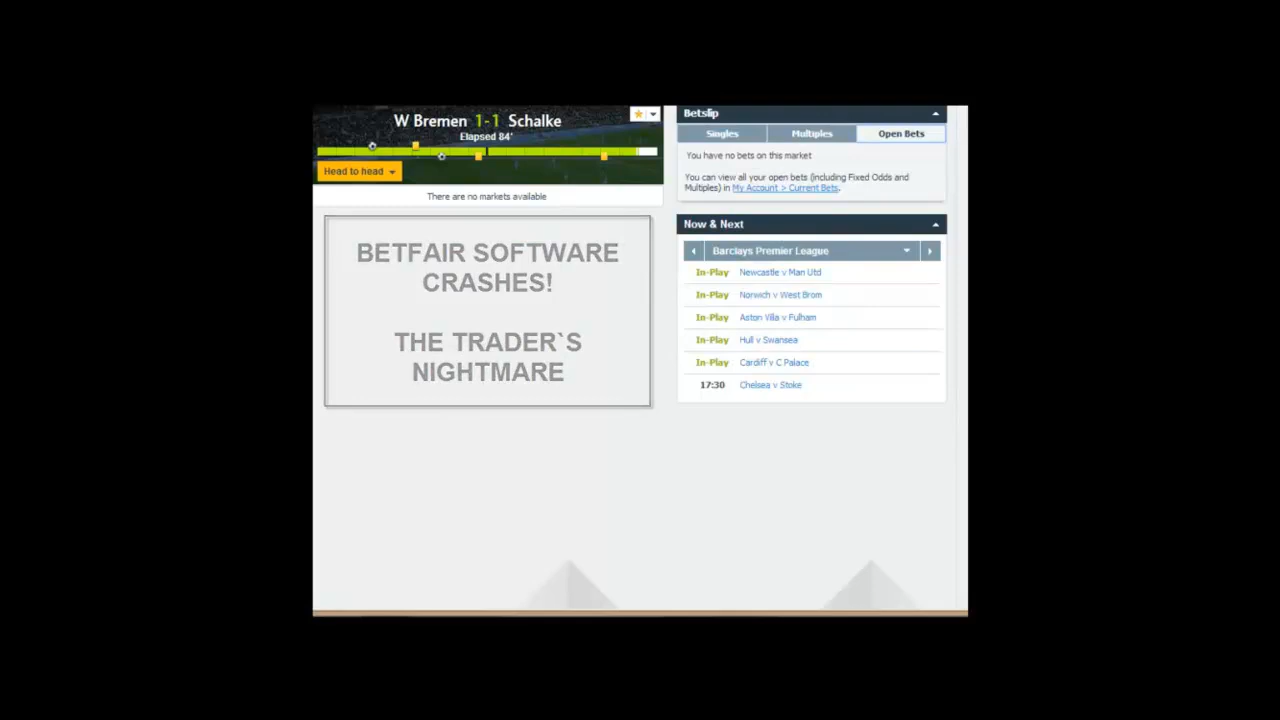 W Bremen 1-1 Schalke
Elapsed 84'
Head to head
There are no markets available
BETFAIR SOFTWARE
CRASHES!
THE TRADER`S
NIGHTMARE
Betslip
Singles Multiples Open Bets
You have no bets on this market
You can view all your open bets (including Fixed Odds and
Multiples) in My Account > Current Bets.
Now & Next
Barclays Premier League
In-Play Newcastle v Man Utd
In-Play Norwich v West Brom
In-Play Aston Villa v Fulham
In-Play Hull v Swansea
In-Play Cardiff v C Palace
17:30 Chelsea v Stoke